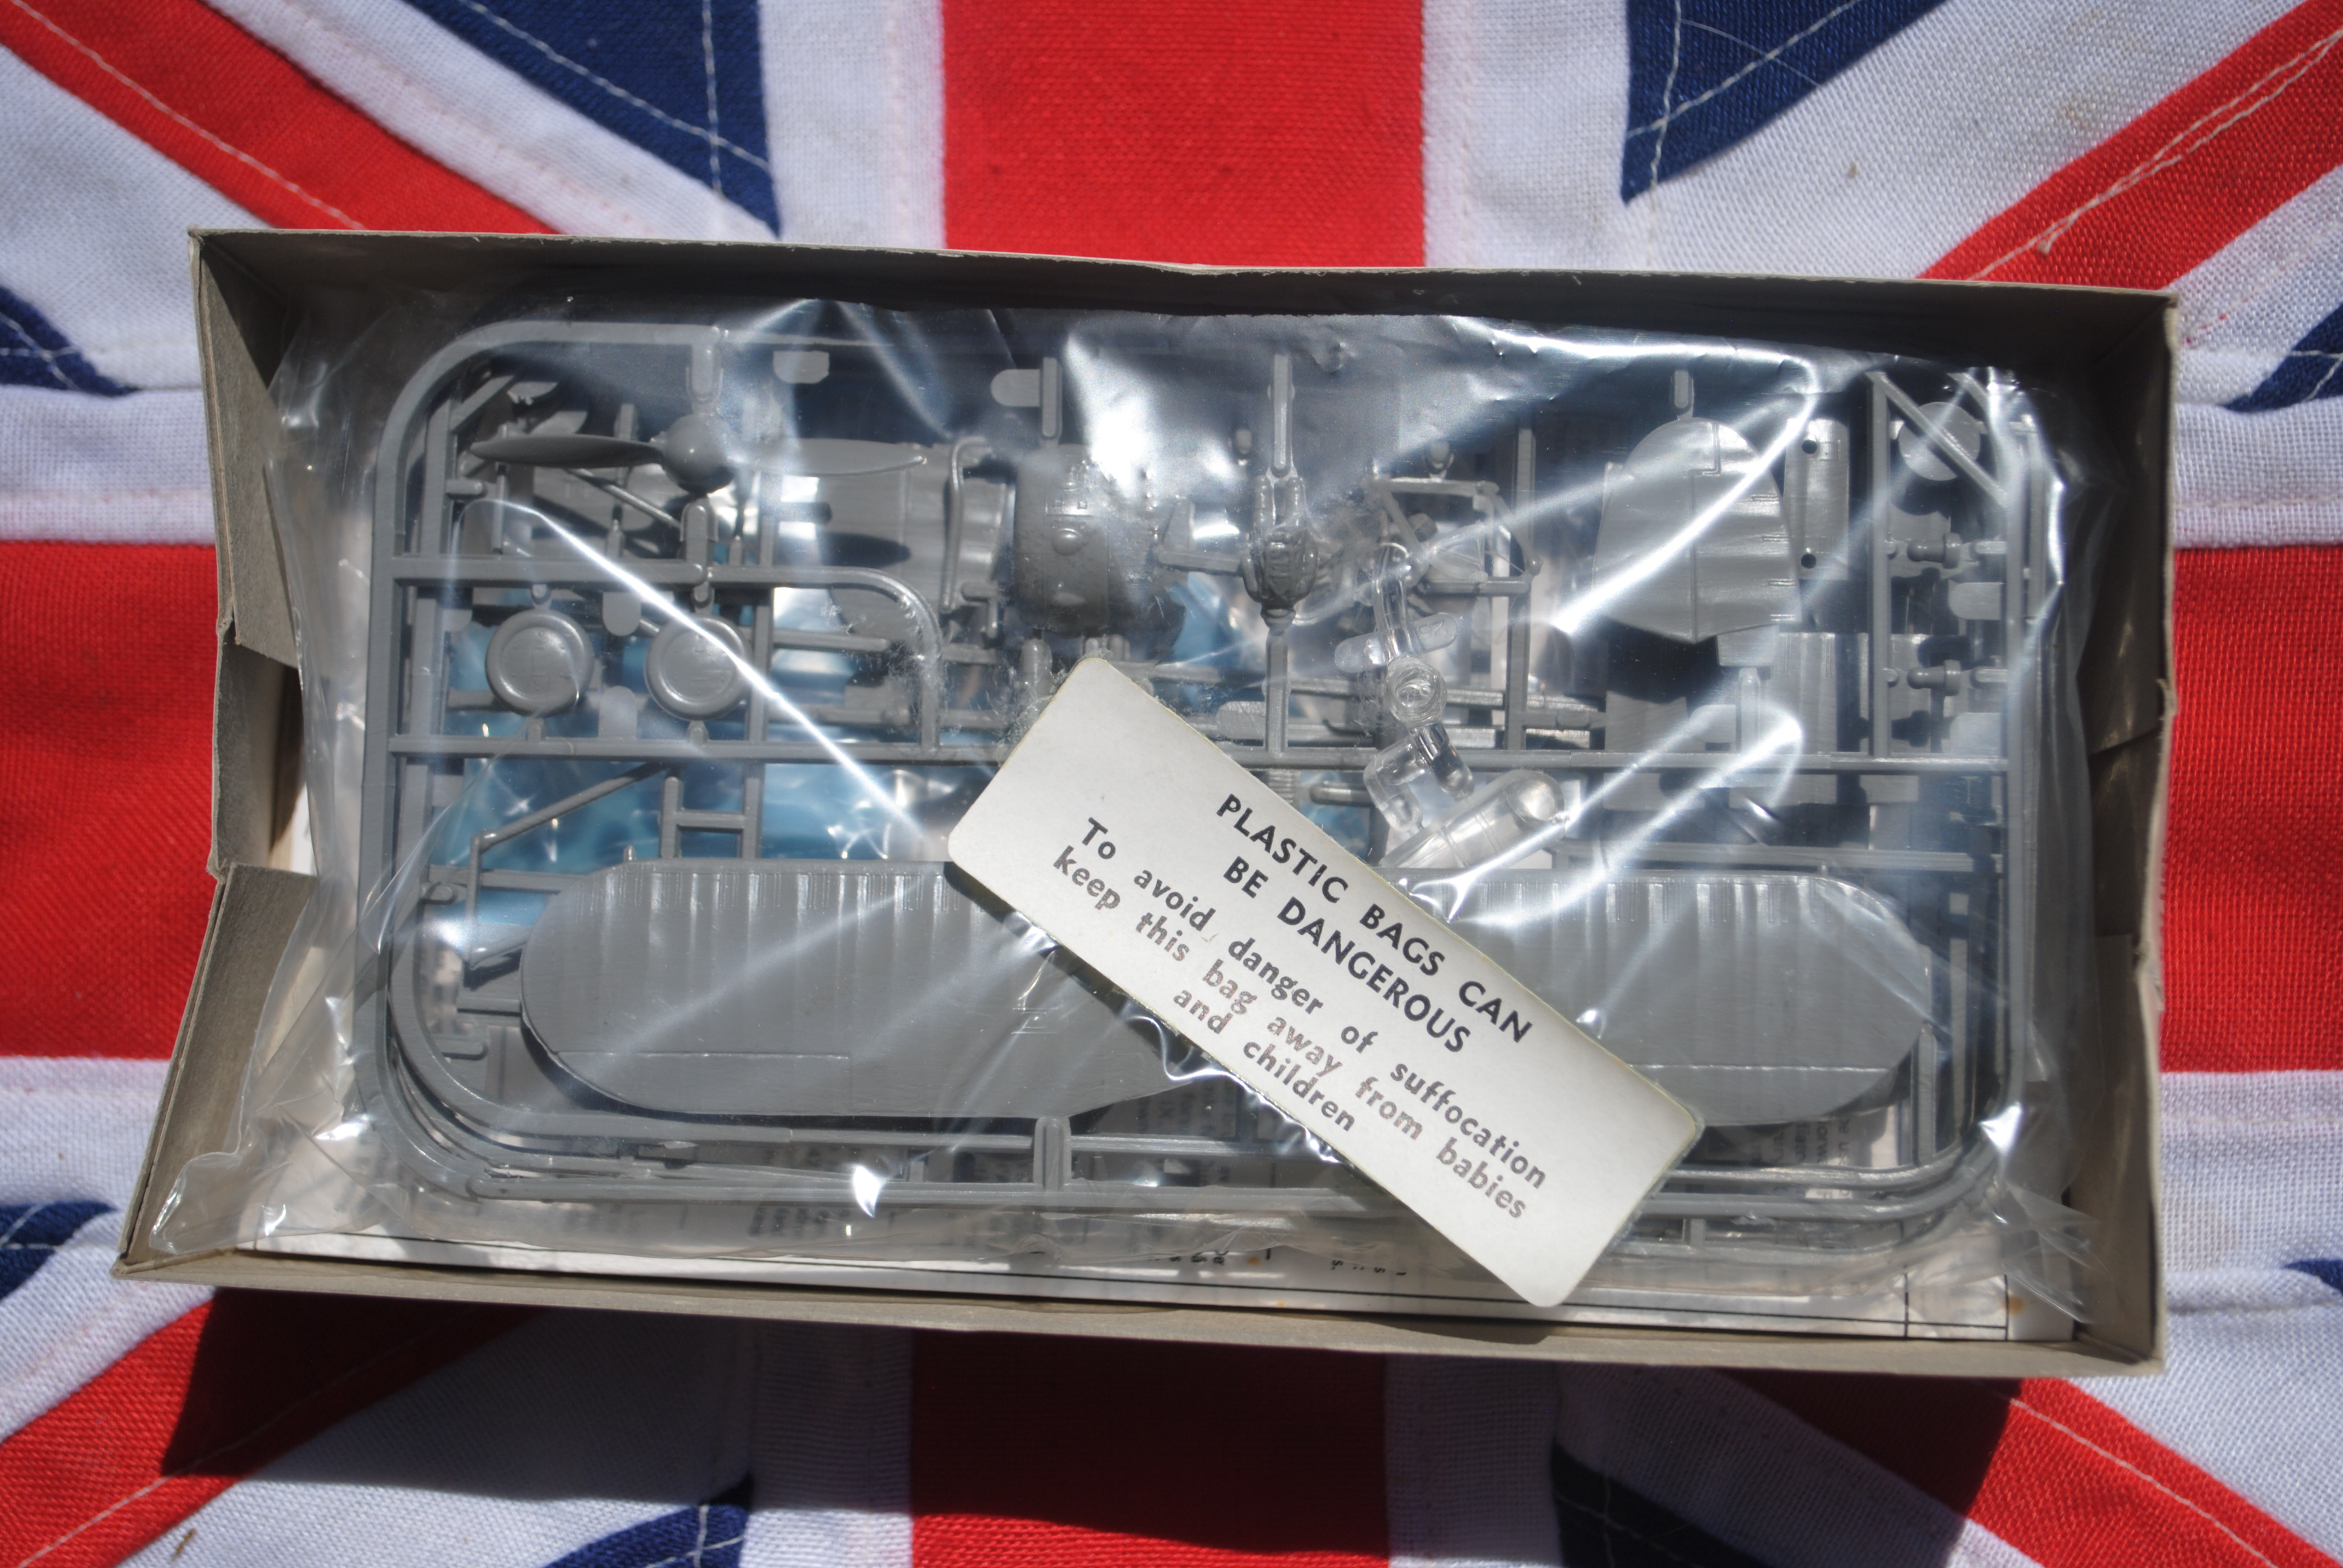 PLASTIC BAGS CAN
BE DANGEROUS
To avoid danger of suffocation
keep this bag away from babies
and children